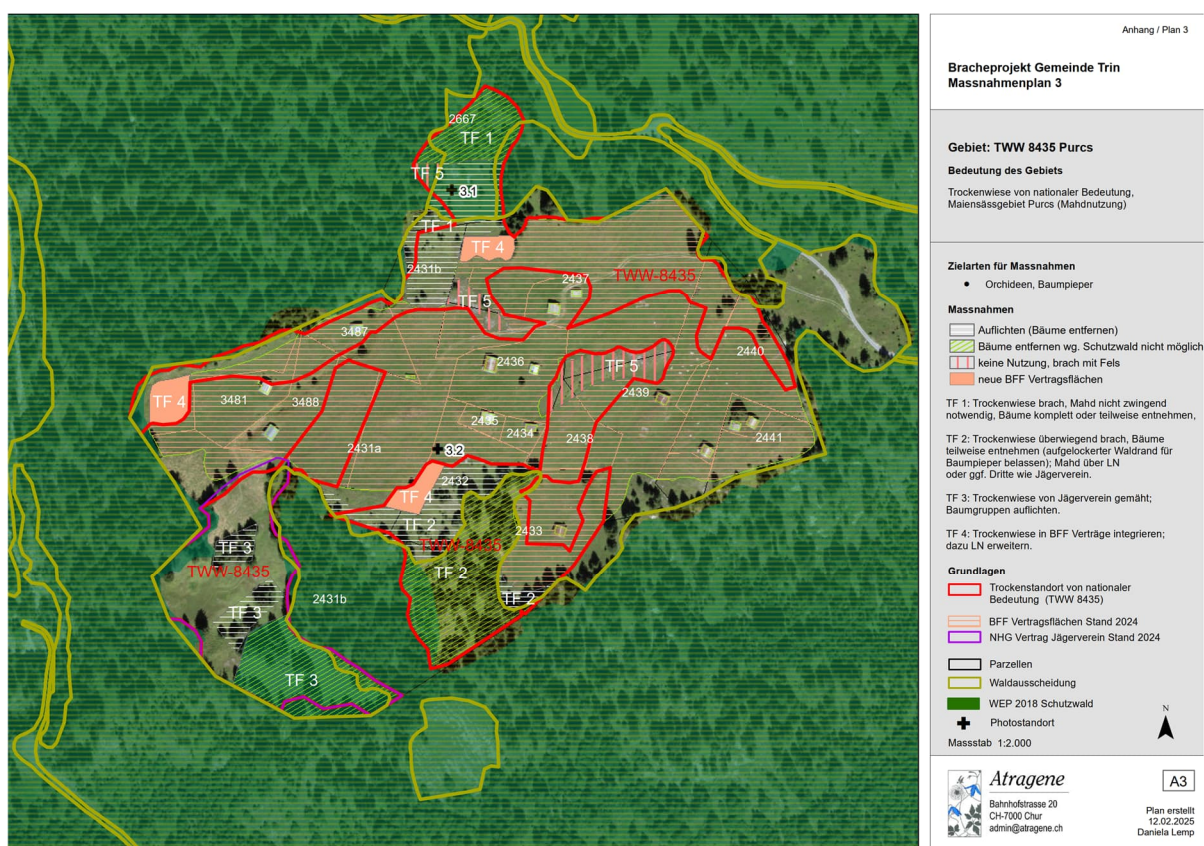 Anhang / Plan 3
Bracheprojekt Gemeinde Trin
Massnahmenplan 3
Gebiet: TWW 8435 Purcs
Bedeutung des Gebiets
Trockenwiese von nationaler Bedeutung,
Maiensässgebiet Purcs (Mahdnutzung)
Zielarten für Massnahmen
• Orchideen, Baumpieper
Massnahmen
Auflichten (Bäume entfernen)
Bäume entfernen wg. Schutzwald nicht möglich
keine Nutzung, brach mit Fels
neue BFF Vertragsflächen
TF 1: Trockenwiese brach, Mahd nicht zwingend
notwendig, Bäume komplett oder teilweise entnehmen,
TF 2: Trockenwiese überwiegend brach, Bäume
teilweise entnehmen (aufgelockerter Waldrand für
Baumpieper belassen); Mahd über LN
oder ggf. Dritte wie Jägerverein.
TF 3: Trockenwiese von Jägerverein gemäht;
Baumgruppen auflichten.
TF 4: Trockenwiese in BFF Verträge integrieren;
dazu LN erweitern.
Grundlagen
Trockenstandort von nationaler
Bedeutung (TWW 8435)
BFF Vertragsflächen Stand 2024
NHG Vertrag Jägerverein Stand 2024
Parzellen
Waldausscheidung
WEP 2018 Schutzwald
Photostandort
N
Massstab 1:2.000
Atragene
Bahnhofstrasse 20
CH-7000 Chur
admin@atragene.ch
A3
Plan erstellt
12.02.2025
Daniela Lemp
2667
TF 1
TF 5
3.1
TF 1
TF 4
2431b
2437
TWW-8435
TF 5
3487
2436
2440
TF 5
TF 4
3481
3488
2439
2435
2434
2438
2441
2431a
3.2
2432
TF 4
TF 2
2433
TWW-8435
TF 3
TWW-8435
TF 2
TF 2
2431b
TF 3
TF 3